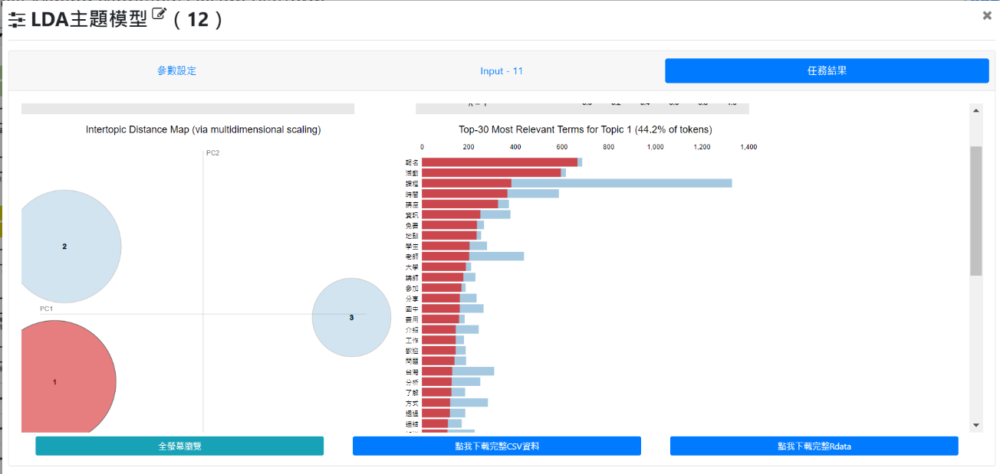 LDA主題模型 ( 12 )
參數設定
Input - 11
任務結果
Intertopic Distance Map (via multidimensional scaling)
PC2
2
PC1
3
1
Top-30 Most Relevant Terms for Topic 1 (44.2% of tokens)
0 200 400 600 800 1,000 1,200 1,400
報名
活動
課程
時間
講座
資訊
免費
地點
學生
老師
大學
講師
參加
分享
國中
費用
介紹
工作
歡迎
問題
台灣
分析
了解
方式
透過
連結
全螢幕瀏覽
點我下載完整CSV資料
點我下載完整Rdata